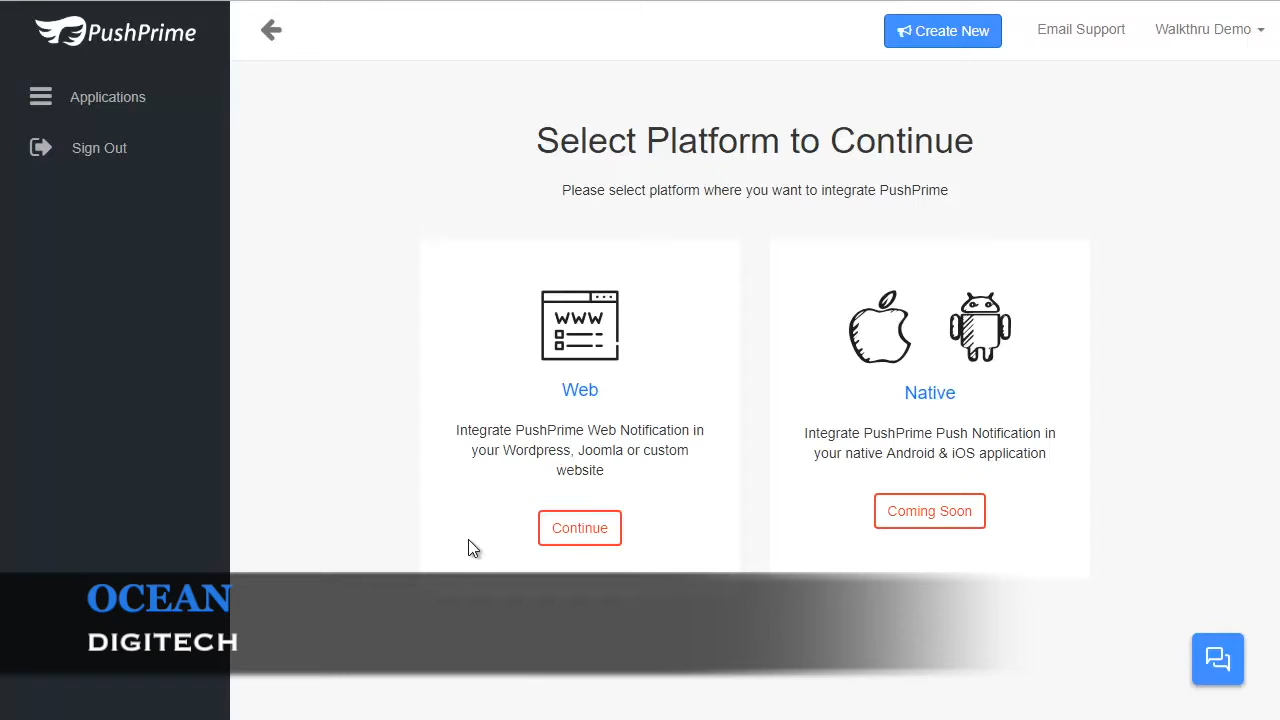 PushPrime
Create New
Email Support
Walkthru Demo
Applications
Sign Out
Select Platform to Continue
Please select platform where you want to integrate PushPrime
WWW
Web
Integrate PushPrime Web Notification in
your Wordpress, Joomla or custom
website
Continue
Native
Integrate PushPrime Push Notification in
your native Android & iOS application
Coming Soon
OCEAN
DIGITECH